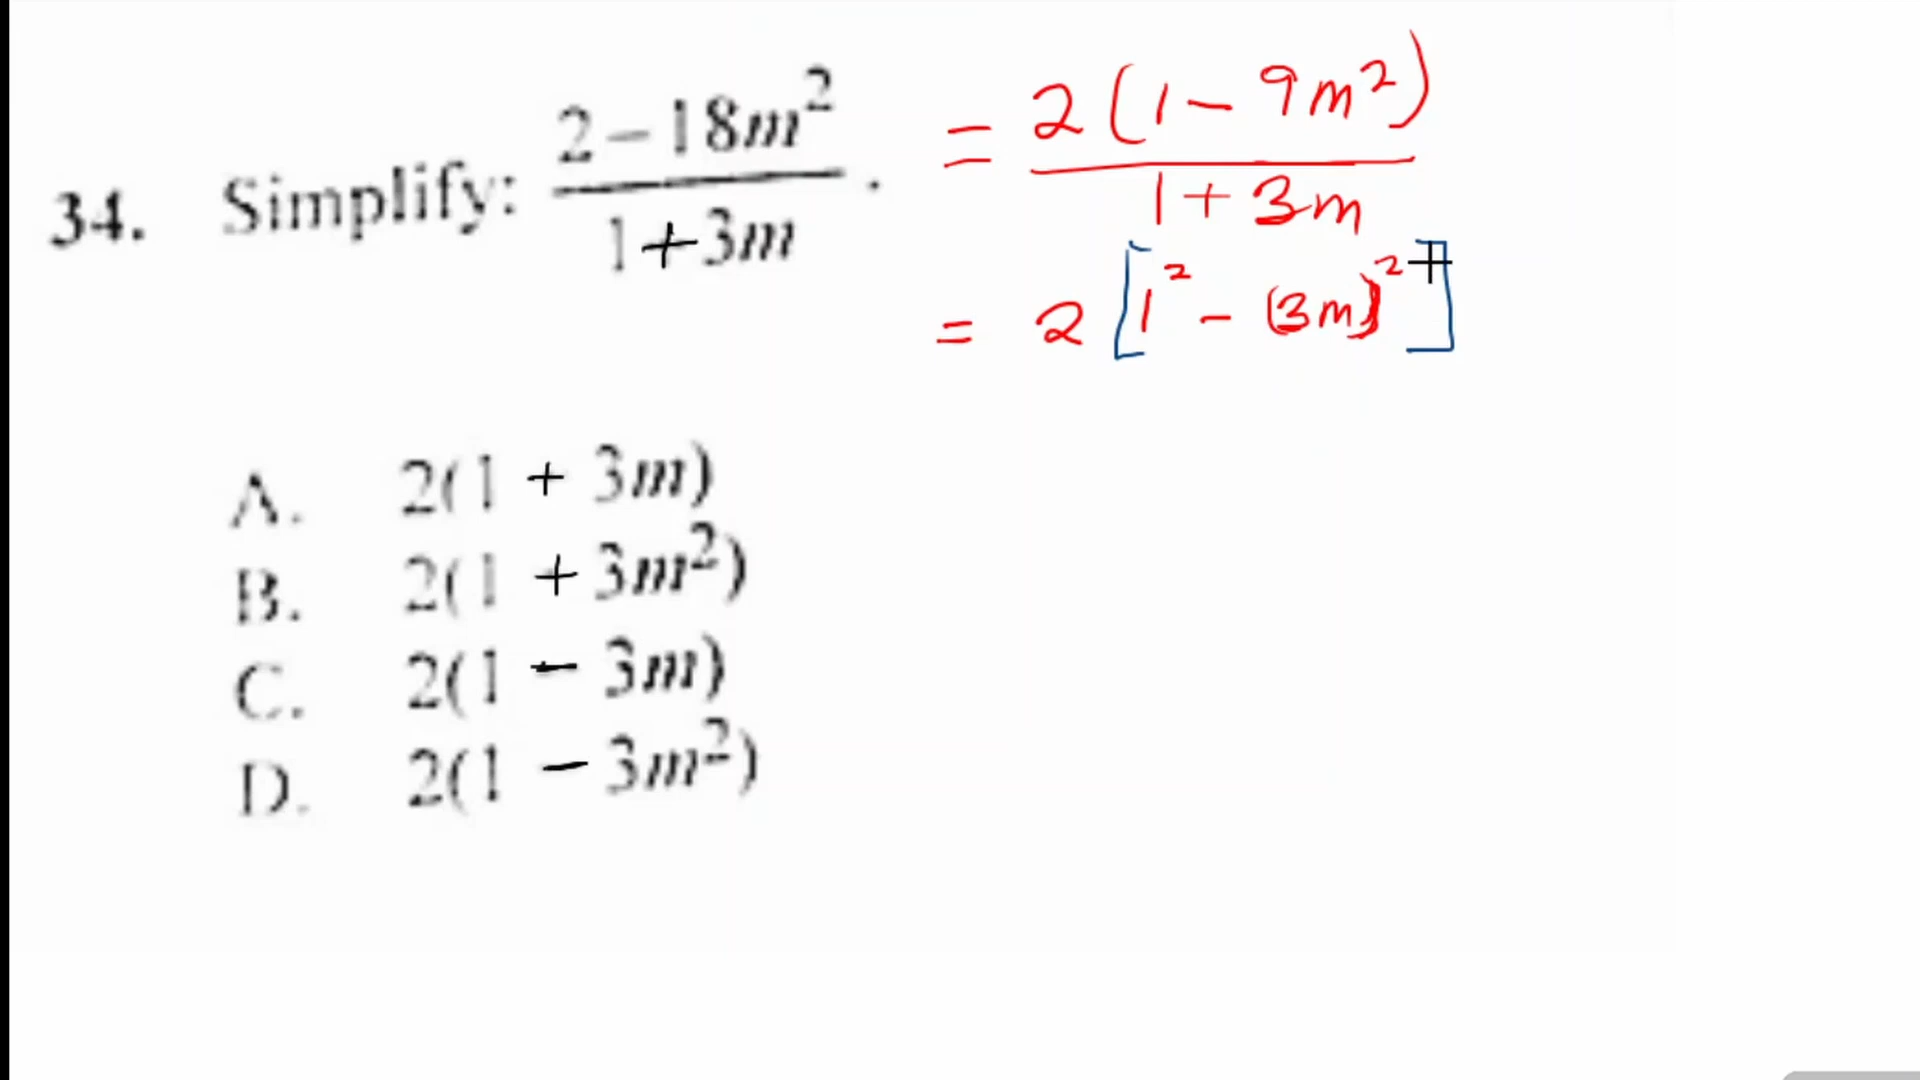 34. Simplify: (2 − 18m²)/(1+3m) .
= 2(1 − 9m²)/(1 + 3m)
= 2[1² − (3m)²]
A. 2(1 + 3m)
B. 2(1 + 3m²)
C. 2(1 − 3m)
D. 2(1 − 3m²)